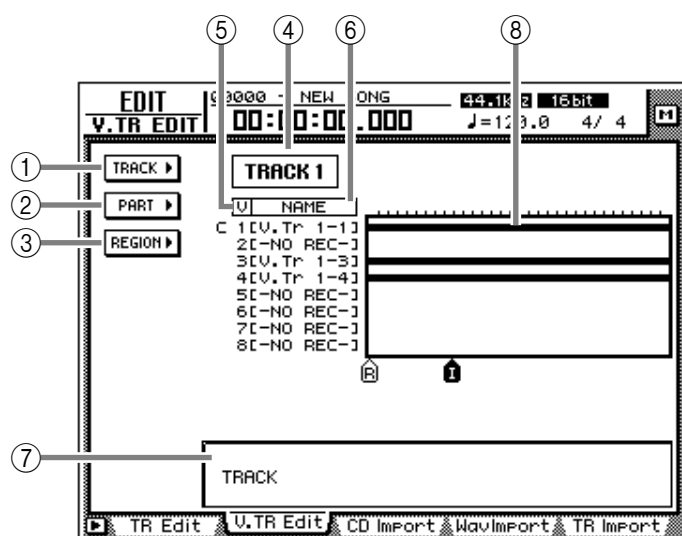 ⑤ ④ ⑥ ⑧
EDIT 00000 - NEW SONG 44.1kHz 16bit
V.TR EDIT 00:00:00.000 ♩=120.0 4/ 4 M
① TRACK ▶ TRACK 1
② PART ▶ V NAME
③ REGION ▶ C 1[V.Tr 1-1]
2[-NO REC-]
3[V.Tr 1-3]
4[V.Tr 1-4]
5[-NO REC-]
6[-NO REC-]
7[-NO REC-]
8[-NO REC-]
R I
⑦ TRACK
▶ TR Edit V.TR Edit CD Import WavImport TR Import